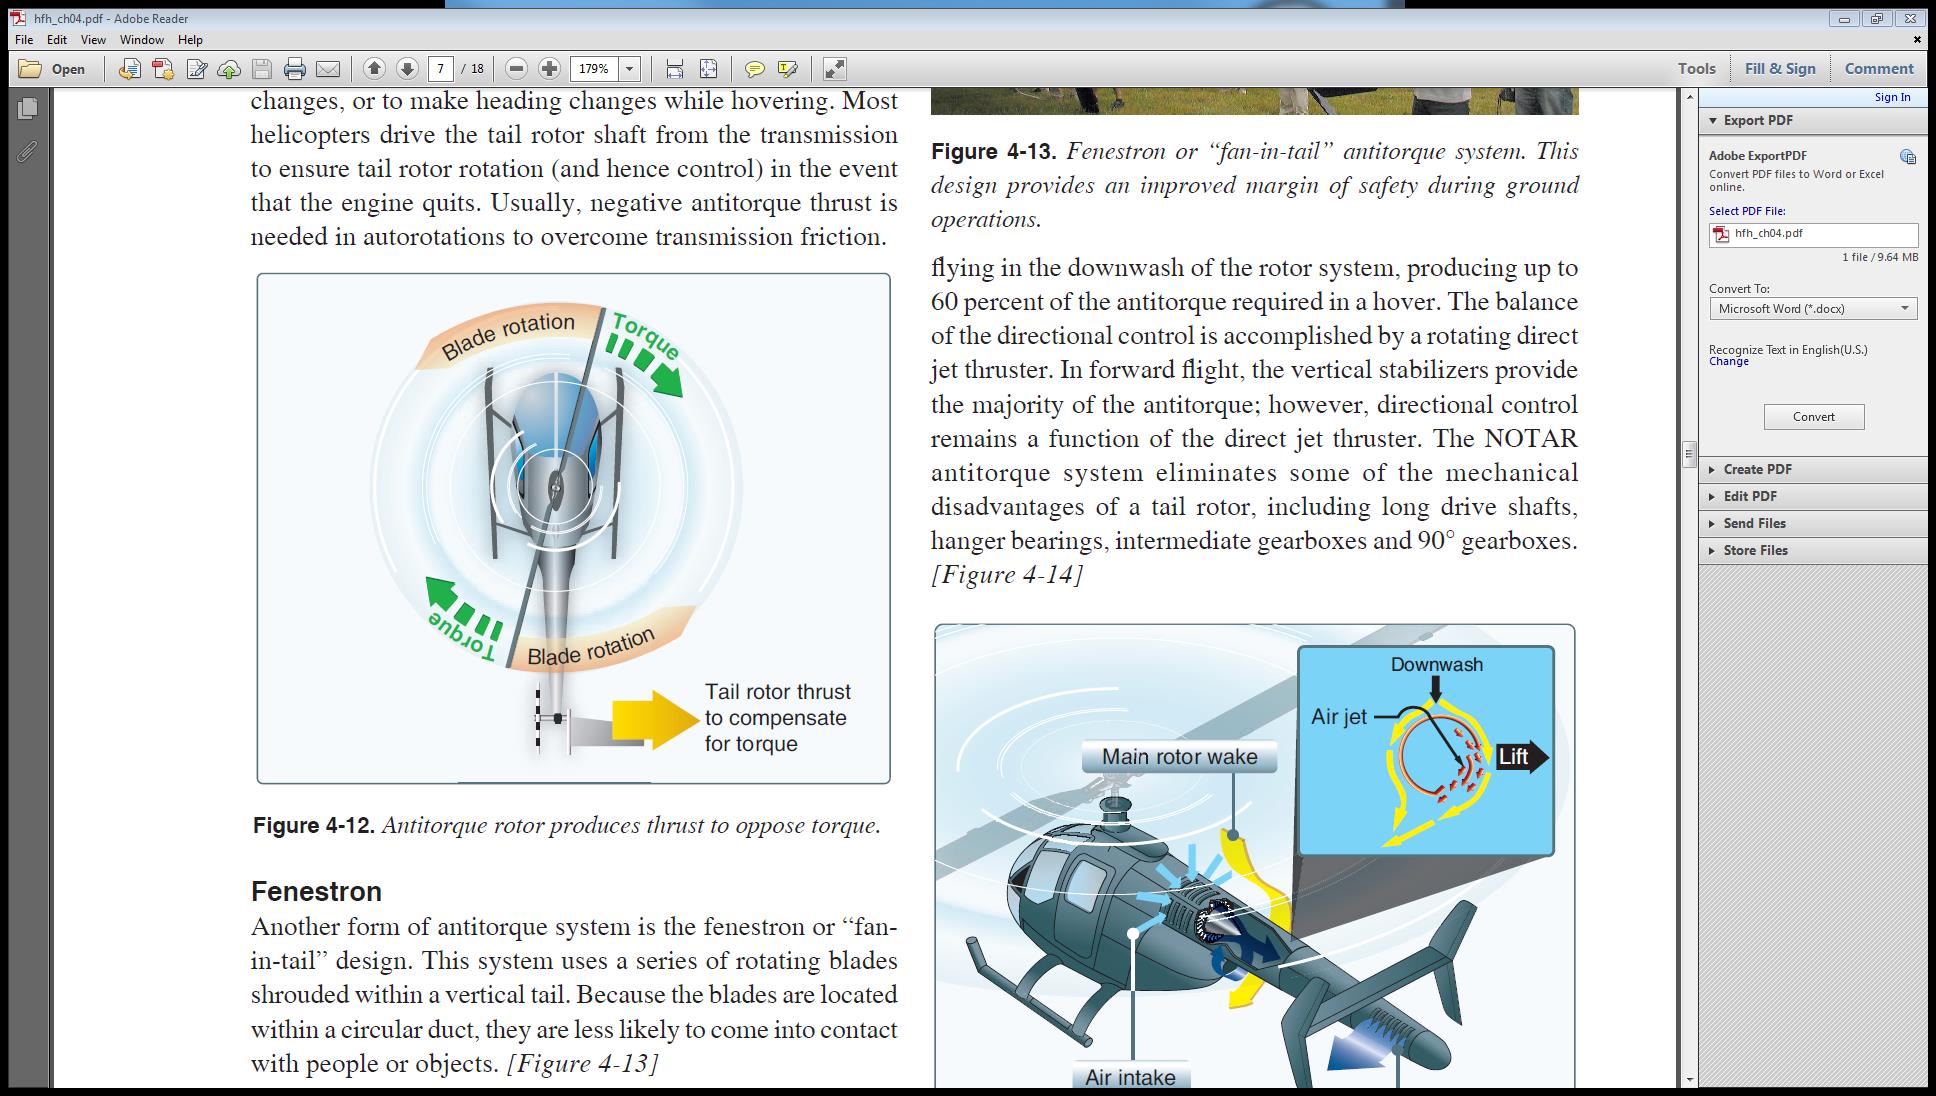 hfh_ch04.pdf - Adobe Reader
File Edit View Window Help
Open 7 / 18 179% Tools Fill & Sign Comment
changes, or to make heading changes while hovering. Most
helicopters drive the tail rotor shaft from the transmission
to ensure tail rotor rotation (and hence control) in the event
that the engine quits. Usually, negative antitorque thrust is
needed in autorotations to overcome transmission friction.
Blade rotation
Torque
Torque
Blade rotation
Tail rotor thrust
to compensate
for torque
Figure 4-12. Antitorque rotor produces thrust to oppose torque.
Fenestron
Another form of antitorque system is the fenestron or “fan-
in-tail” design. This system uses a series of rotating blades
shrouded within a vertical tail. Because the blades are located
within a circular duct, they are less likely to come into contact
with people or objects. [Figure 4-13]
Figure 4-13. Fenestron or “fan-in-tail” antitorque system. This
design provides an improved margin of safety during ground
operations.
flying in the downwash of the rotor system, producing up to
60 percent of the antitorque required in a hover. The balance
of the directional control is accomplished by a rotating direct
jet thruster. In forward flight, the vertical stabilizers provide
the majority of the antitorque; however, directional control
remains a function of the direct jet thruster. The NOTAR
antitorque system eliminates some of the mechanical
disadvantages of a tail rotor, including long drive shafts,
hanger bearings, intermediate gearboxes and 90° gearboxes.
[Figure 4-14]
Downwash
Air jet
Lift
Main rotor wake
Air intake
Sign In
Export PDF
Adobe ExportPDF
Convert PDF files to Word or Excel
online.
Select PDF File:
hfh_ch04.pdf
1 file / 9.64 MB
Convert To:
Microsoft Word (*.docx)
Recognize Text in English(U.S.)
Change
Convert
Create PDF
Edit PDF
Send Files
Store Files